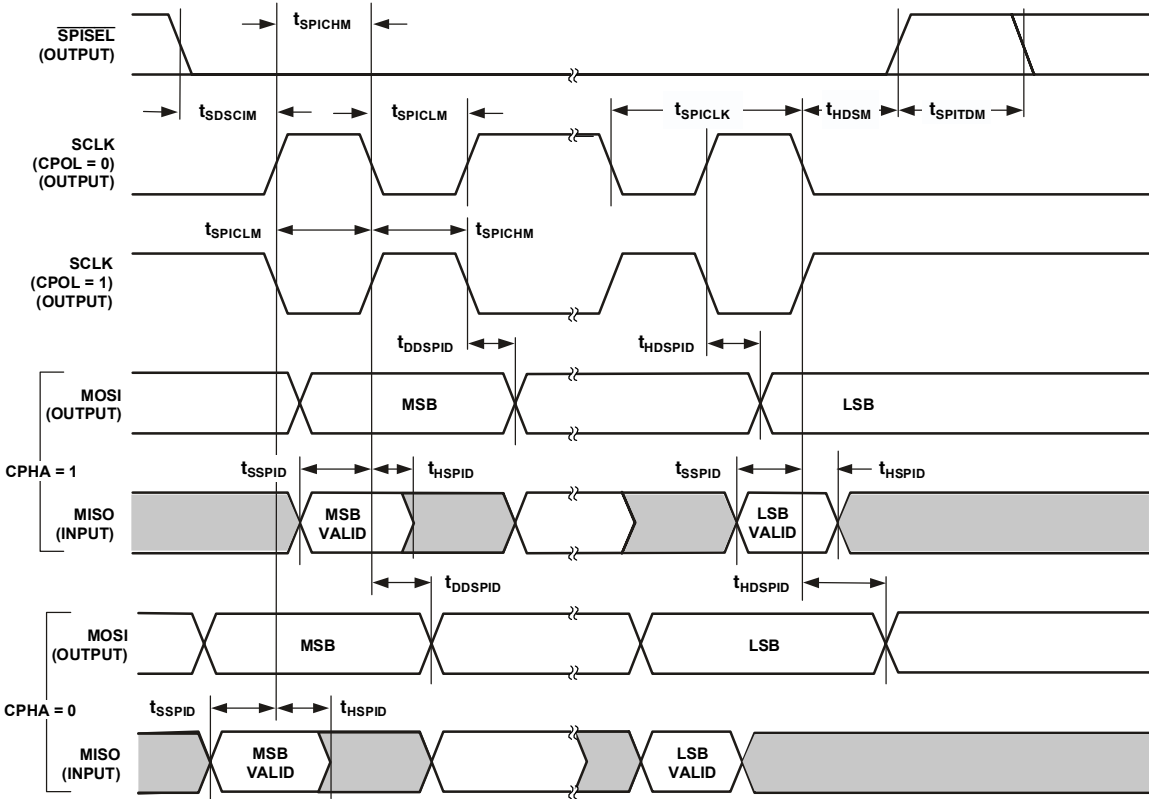 tSPICHM
SPISEL
(OUTPUT)
tSDSCIM
tSPICLM
tSPICLK
tHDSM
tSPITDM
SCLK
(CPOL = 0)
(OUTPUT)
tSPICLM
tSPICHM
SCLK
(CPOL = 1)
(OUTPUT)
tDDSPID
tHDSPID
CPHA = 1
MOSI
(OUTPUT)
MSB
LSB
tSSPID
tHSPID
tSSPID
tHSPID
MISO
(INPUT)
MSB
VALID
LSB
VALID
tDDSPID
tHDSPID
CPHA = 0
MOSI
(OUTPUT)
MSB
LSB
tSSPID
tHSPID
MISO
(INPUT)
MSB
VALID
LSB
VALID